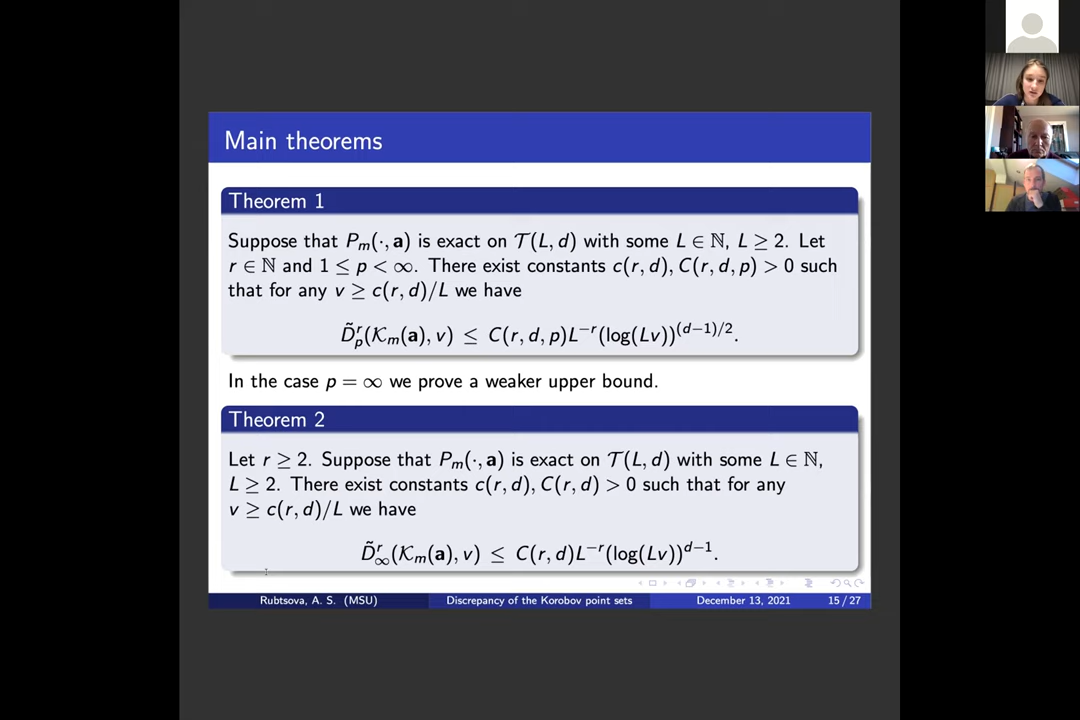 Main theorems
Theorem 1
Suppose that Pₘ(·, a) is exact on 𝒯(L, d) with some L ∈ ℕ, L ≥ 2. Let
r ∈ ℕ and 1 ≤ p < ∞. There exist constants c(r, d), C(r, d, p) > 0 such
that for any v ≥ c(r, d)/L we have
D̃ᵣₚ(𝒦ₘ(a), v) ≤ C(r, d, p)L⁻ʳ(log(Lv))⁽ᵈ⁻¹⁾/².
In the case p = ∞ we prove a weaker upper bound.
Theorem 2
Let r ≥ 2. Suppose that Pₘ(·, a) is exact on 𝒯(L, d) with some L ∈ ℕ,
L ≥ 2. There exist constants c(r, d), C(r, d) > 0 such that for any
v ≥ c(r, d)/L we have
D̃ʳ_∞(𝒦ₘ(a), v) ≤ C(r, d)L⁻ʳ(log(Lv))ᵈ⁻¹.
Rubtsova, A. S. (MSU) Discrepancy of the Korobov point sets December 13, 2021 15 / 27